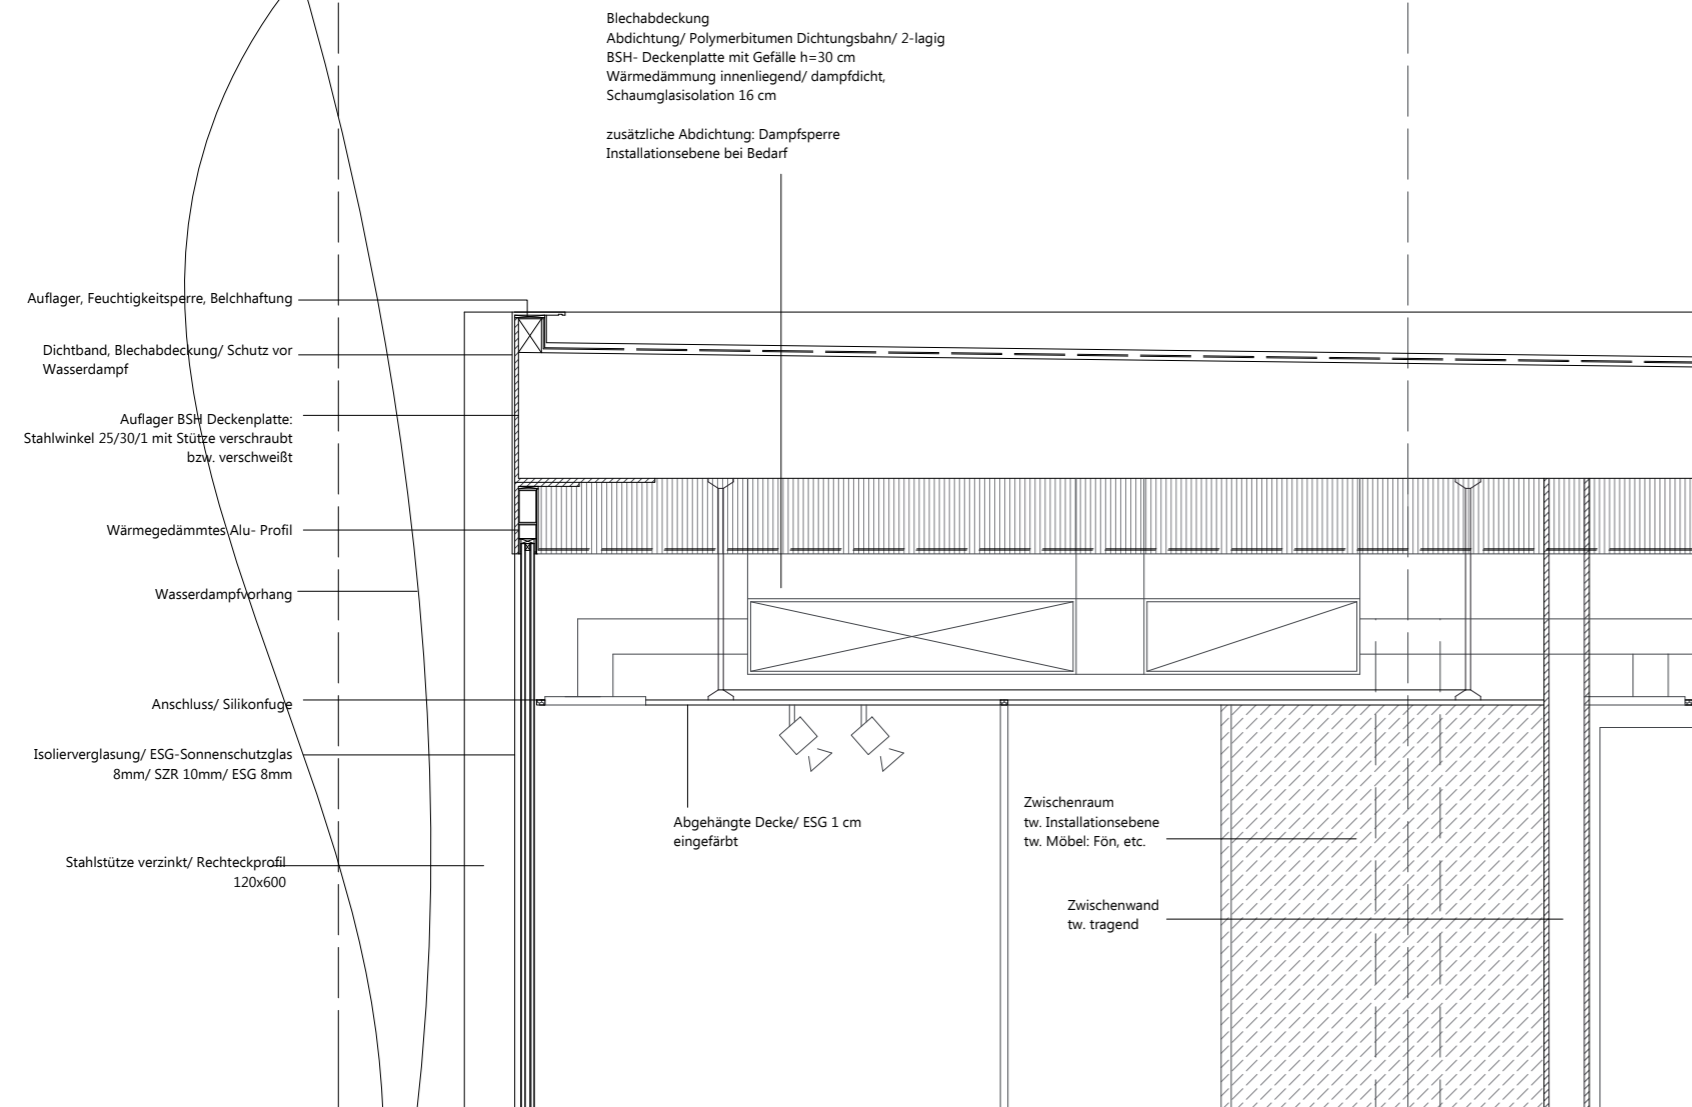 Blechabdeckung
Abdichtung/ Polymerbitumen Dichtungsbahn/ 2-lagig
BSH- Deckenplatte mit Gefälle h=30 cm
Wärmedämmung innenliegend/ dampfdicht,
Schaumglasisolation 16 cm
zusätzliche Abdichtung: Dampfsperre
Installationsebene bei Bedarf
Auflager, Feuchtigkeitsperre, Belchhaftung
Dichtband, Blechabdeckung/ Schutz vor
Wasserdampf
Auflager BSH Deckenplatte:
Stahlwinkel 25/30/1 mit Stütze verschraubt
bzw. verschweißt
Wärmegedämmtes Alu- Profil
Wasserdampfvorhang
Anschluss/ Silikonfuge
Isolierverglasung/ ESG-Sonnenschutzglas
8mm/ SZR 10mm/ ESG 8mm
Stahlstütze verzinkt/ Rechteckprofil
120x600
Abgehängte Decke/ ESG 1 cm
eingefärbt
Zwischenraum
tw. Installationsebene
tw. Möbel: Fön, etc.
Zwischenwand
tw. tragend